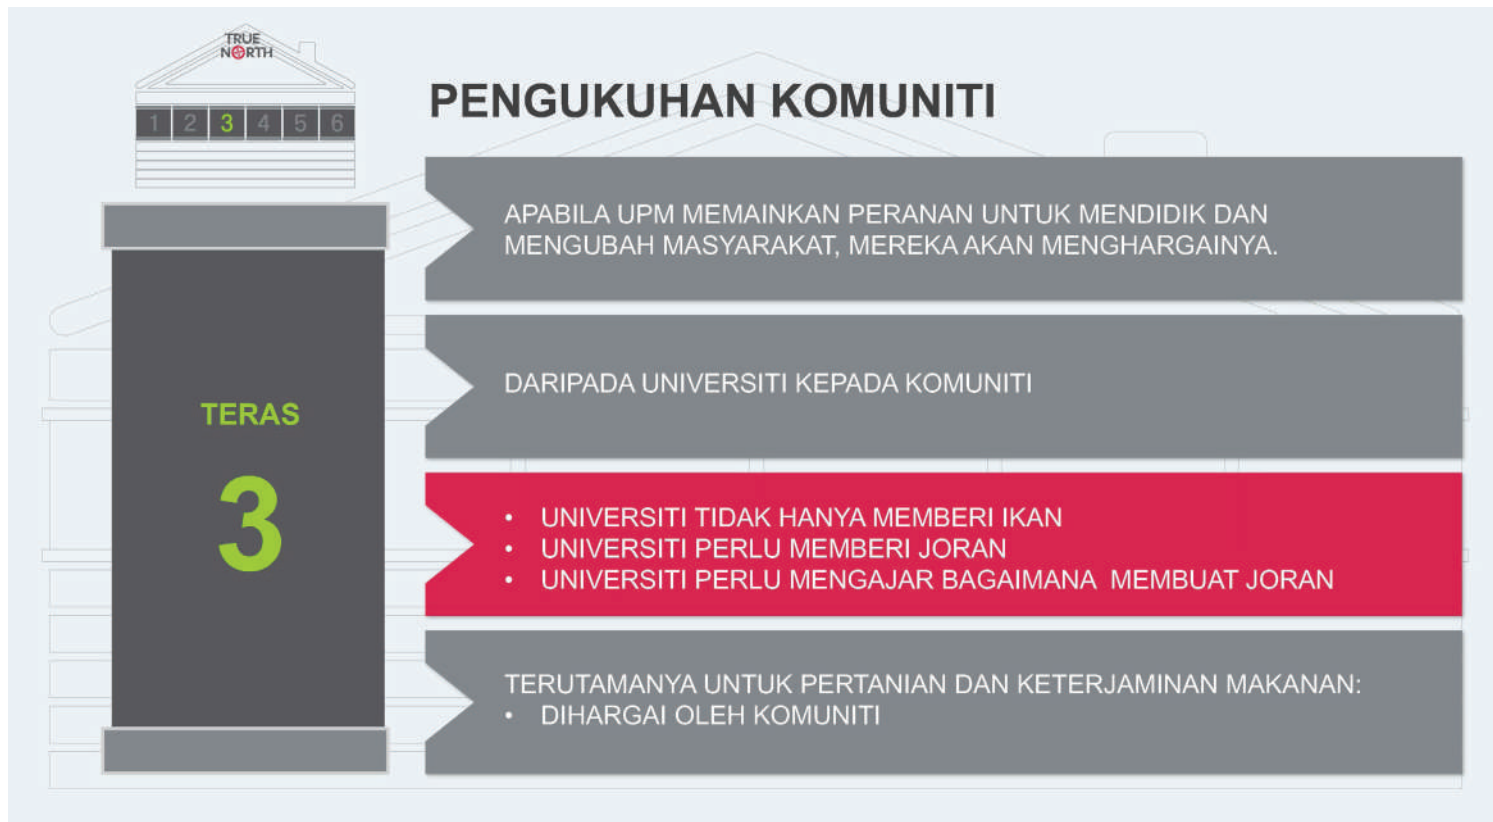 TRUE
NORTH
1 2 3 4 5 6
PENGUKUHAN KOMUNITI
APABILA UPM MEMAINKAN PERANAN UNTUK MENDIDIK DAN
MENGUBAH MASYARAKAT, MEREKA AKAN MENGHARGAINYA.
DARIPADA UNIVERSITI KEPADA KOMUNITI
TERAS
3
• UNIVERSITI TIDAK HANYA MEMBERI IKAN
• UNIVERSITI PERLU MEMBERI JORAN
• UNIVERSITI PERLU MENGAJAR BAGAIMANA MEMBUAT JORAN
TERUTAMANYA UNTUK PERTANIAN DAN KETERJAMINAN MAKANAN:
• DIHARGAI OLEH KOMUNITI